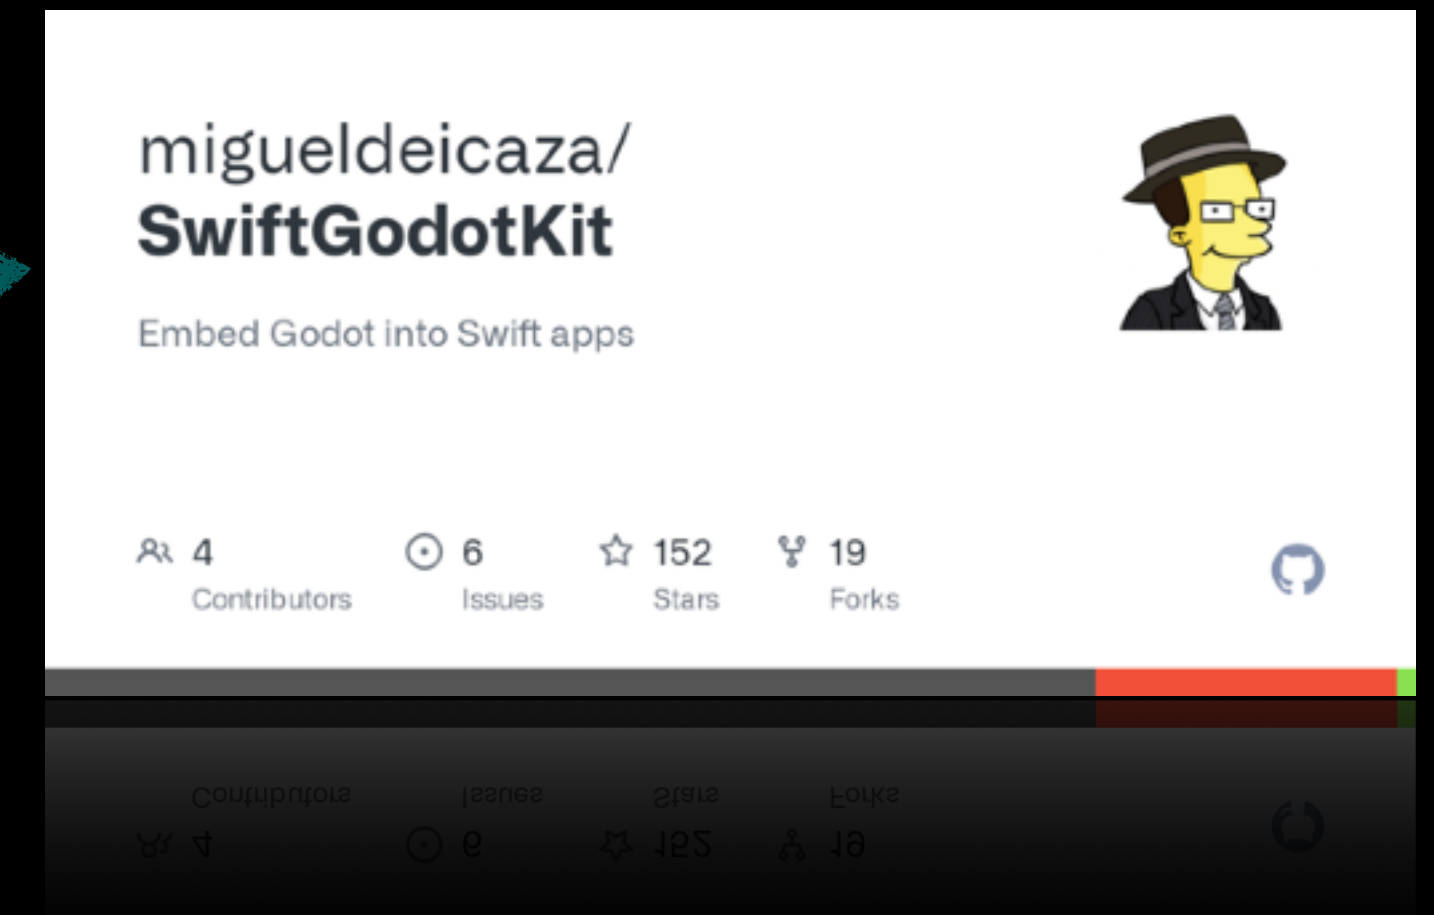 migueldeicaza/
SwiftGodotKit
Embed Godot into Swift apps
4 6 152 19
Contributors Issues Stars Forks